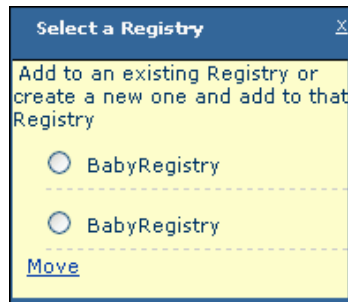 Select a Registry X
Add to an existing Registry or
create a new one and add to that
Registry
BabyRegistry
BabyRegistry
Move